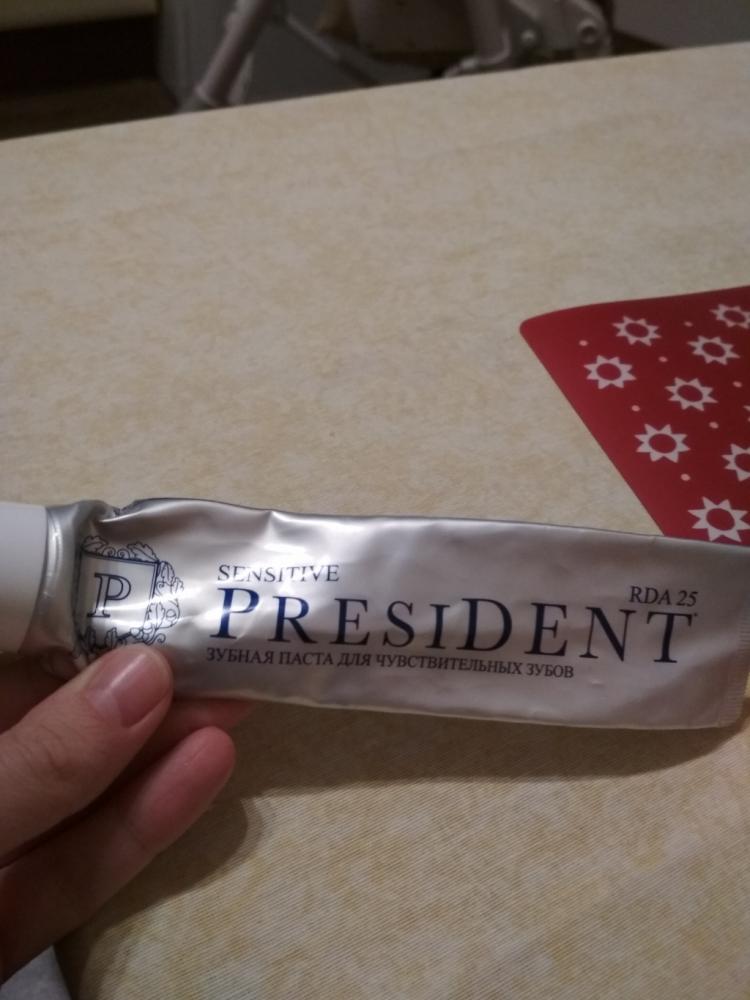 P
SENSITIVE
RDA 25
PRESIDENT
ЗУБНАЯ ПАСТА ДЛЯ ЧУВСТВИТЕЛЬНЫХ ЗУБОВ